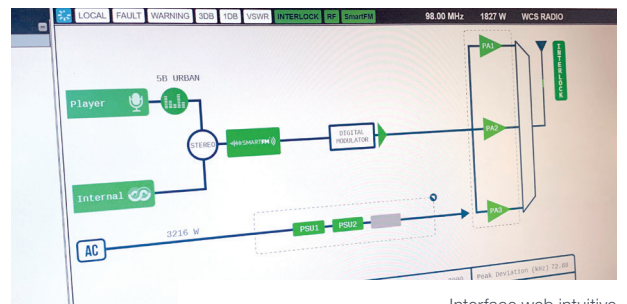 LOCAL FAULT WARNING 3DB 1DB VSWR INTERLOCK RF SmartFM 98.00 MHz 1827 W WCS RADIO
5B URBAN
Player
STEREO
SMARTFM
DIGITAL
MODULATOR
Internal
AC
3216 W
PSU1
PSU2
PA1
PA2
PA3
INTERLOCK
Peak Deviation (kHz) 72.88
Interface web intuitive